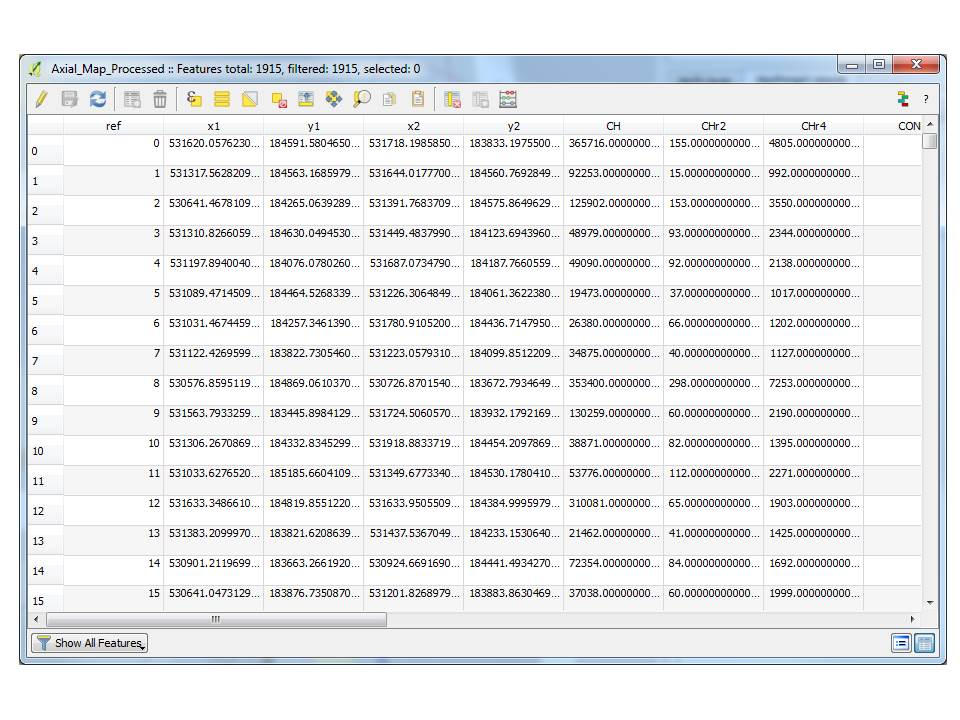 Axial_Map_Processed :: Features total: 1915, filtered: 1915, selected: 0
?
ref x1 y1 x2 y2 CH CHr2 CHr4 CON
0 0 531620.0576230... 184591.5804650... 531718.1985850... 183833.1975500... 365716.0000000... 155.0000000000... 4805.000000000...
1 1 531317.5628209... 184563.1685979... 531644.0177700... 184560.7692849... 92253.00000000... 15.00000000000... 992.0000000000...
2 2 530641.4678109... 184265.0639289... 531391.7683709... 184575.8649629... 125902.0000000... 153.0000000000... 3550.000000000...
3 3 531310.8266059... 184630.0494530... 531449.4837990... 184123.6943960... 48979.00000000... 93.00000000000... 2344.000000000...
4 4 531197.8940040... 184076.0780260... 531687.0734790... 184187.7660559... 49090.00000000... 92.00000000000... 2138.000000000...
5 5 531089.4714509... 184464.5268339... 531226.3064849... 184061.3622380... 19473.00000000... 37.00000000000... 1017.000000000...
6 6 531031.4674459... 184257.3461390... 531780.9105200... 184436.7147950... 26380.00000000... 66.00000000000... 1202.000000000...
7 7 531122.4269599... 183822.7305460... 531223.0579310... 184099.8512209... 34875.00000000... 40.00000000000... 1127.000000000...
8 8 530576.8595119... 184869.0610370... 530726.8701540... 183672.7934649... 353400.0000000... 298.0000000000... 7253.000000000...
9 9 531563.7933259... 183445.8984129... 531724.5060570... 183932.1792169... 130259.0000000... 60.00000000000... 2190.000000000...
10 10 531306.2670869... 184332.8345299... 531918.8833719... 184454.2097869... 38871.00000000... 82.00000000000... 1395.000000000...
11 11 531033.6276520... 185185.6604109... 531349.6773340... 184530.1780410... 53776.00000000... 112.0000000000... 2271.000000000...
12 12 531633.3486610... 184819.8551220... 531633.9505509... 184384.9995979... 310081.0000000... 65.00000000000... 1903.000000000...
13 13 531383.2099970... 183821.6208639... 531437.5367049... 184233.1530640... 21462.00000000... 41.00000000000... 1425.000000000...
14 14 530901.2119699... 183663.2661920... 530924.6691690... 184441.4934270... 72354.00000000... 84.00000000000... 1692.000000000...
15 15 530641.0473129... 183876.7350870... 531201.8268979... 183883.8630469... 37038.00000000... 60.00000000000... 1999.000000000...
Show All Features